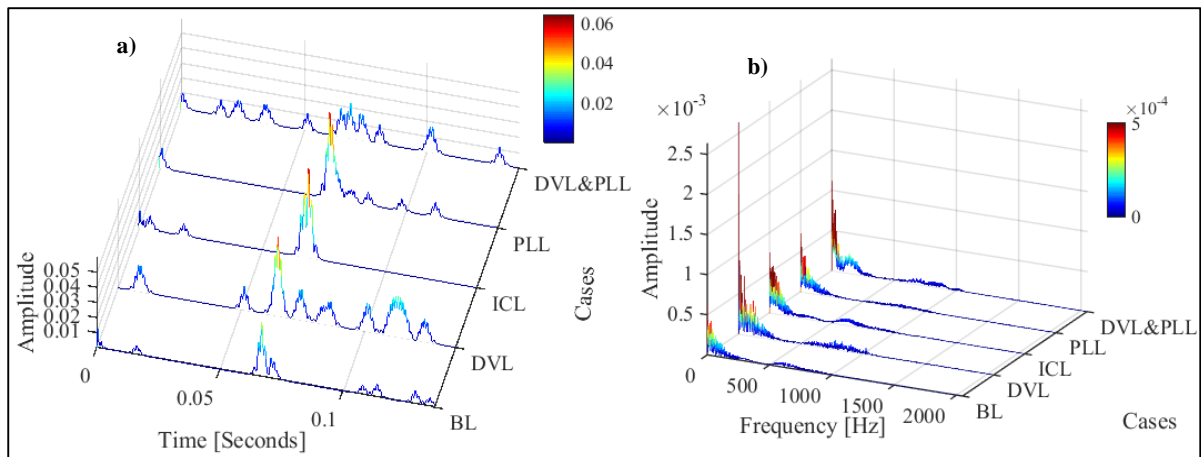 a)
0.06
0.04
0.02
DVL&PLL
PLL
ICL
DVL
BL
Cases
Amplitude
0.05
0.04
0.03
0.02
0.01
0
0.05
0.1
Time [Seconds]
b)
×10⁻³
2.5
2
1.5
1
0.5
Amplitude
0
500
1000
1500
2000
Frequency [Hz]
×10⁻⁴
5
0
DVL&PLL
PLL
ICL
DVL
BL
Cases